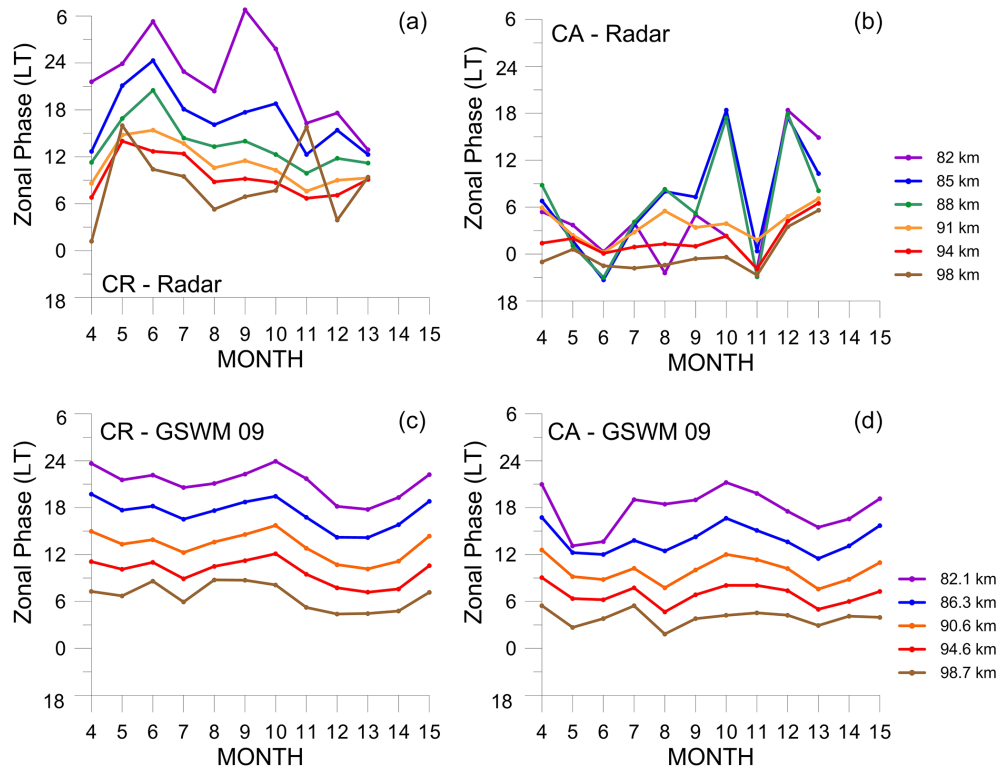 (a)
Zonal Phase (LT)
6
24
18
12
6
0
18
CR - Radar
4 5 6 7 8 9 10 11 12 13 14 15
MONTH
(b)
CA - Radar
Zonal Phase (LT)
6
24
18
12
6
0
18
4 5 6 7 8 9 10 11 12 13 14 15
MONTH
82 km
85 km
88 km
91 km
94 km
98 km
(c)
CR - GSWM 09
Zonal Phase (LT)
6
24
18
12
6
0
18
4 5 6 7 8 9 10 11 12 13 14 15
MONTH
(d)
CA - GSWM 09
Zonal Phase (LT)
6
24
18
12
6
0
18
4 5 6 7 8 9 10 11 12 13 14 15
MONTH
82.1 km
86.3 km
90.6 km
94.6 km
98.7 km